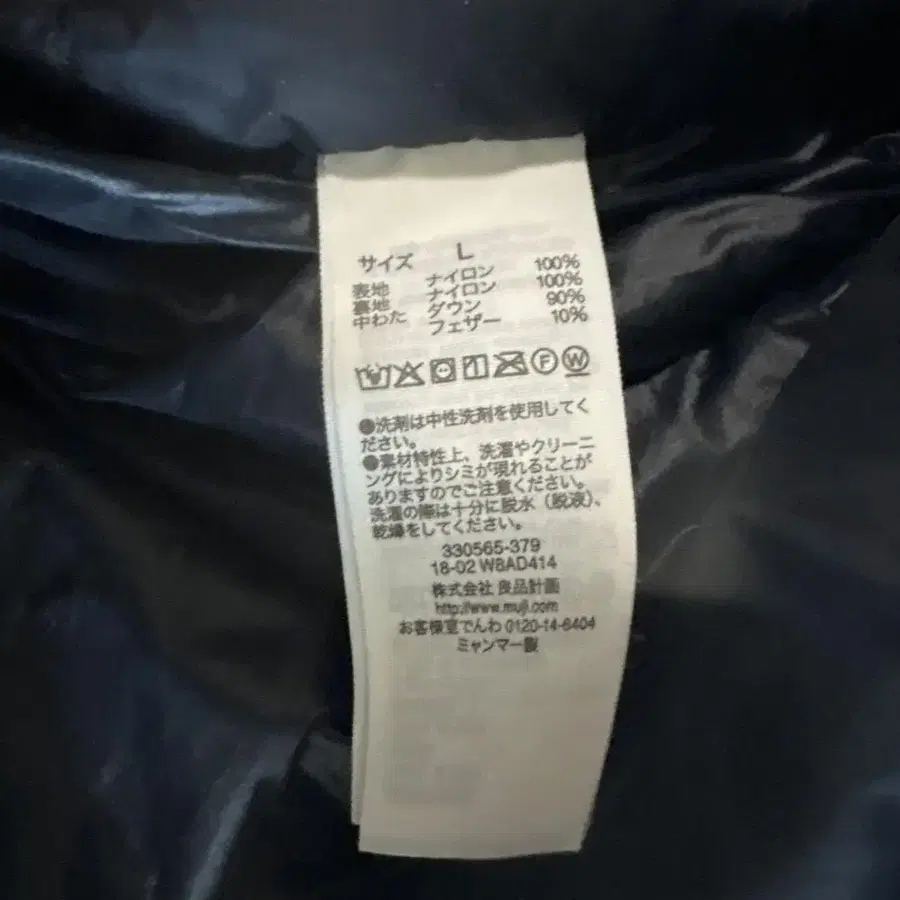 サイズ L
表地 ナイロン 100%
裏地 ナイロン 100%
中わた ダウン 90%
フェザー 10%
F W
●洗剤は中性洗剤を使用してく
ださい。
●素材特性上、洗濯やクリーニ
ングによりシミが現れることが
ありますのでご注意ください。
洗濯の際は十分に脱水（脱液）、
乾燥をしてください。
330565-379
18-02 W8AD414
株式会社 良品計画
http://www.muji.com
お客様室でんわ 0120-14-6404
ミャンマー製